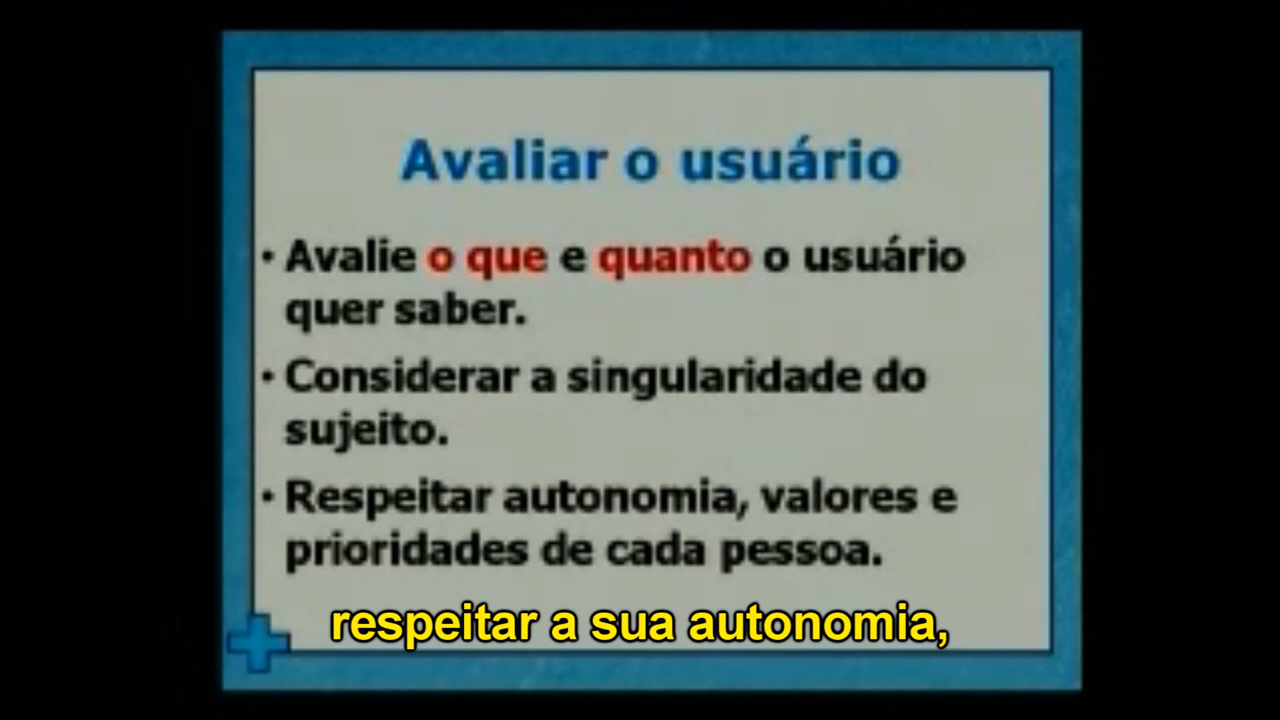 Avaliar o usuário
• Avalie o que e quanto o usuário
quer saber.
• Considerar a singularidade do
sujeito.
• Respeitar autonomia, valores e
prioridades de cada pessoa.
respeitar a sua autonomia,